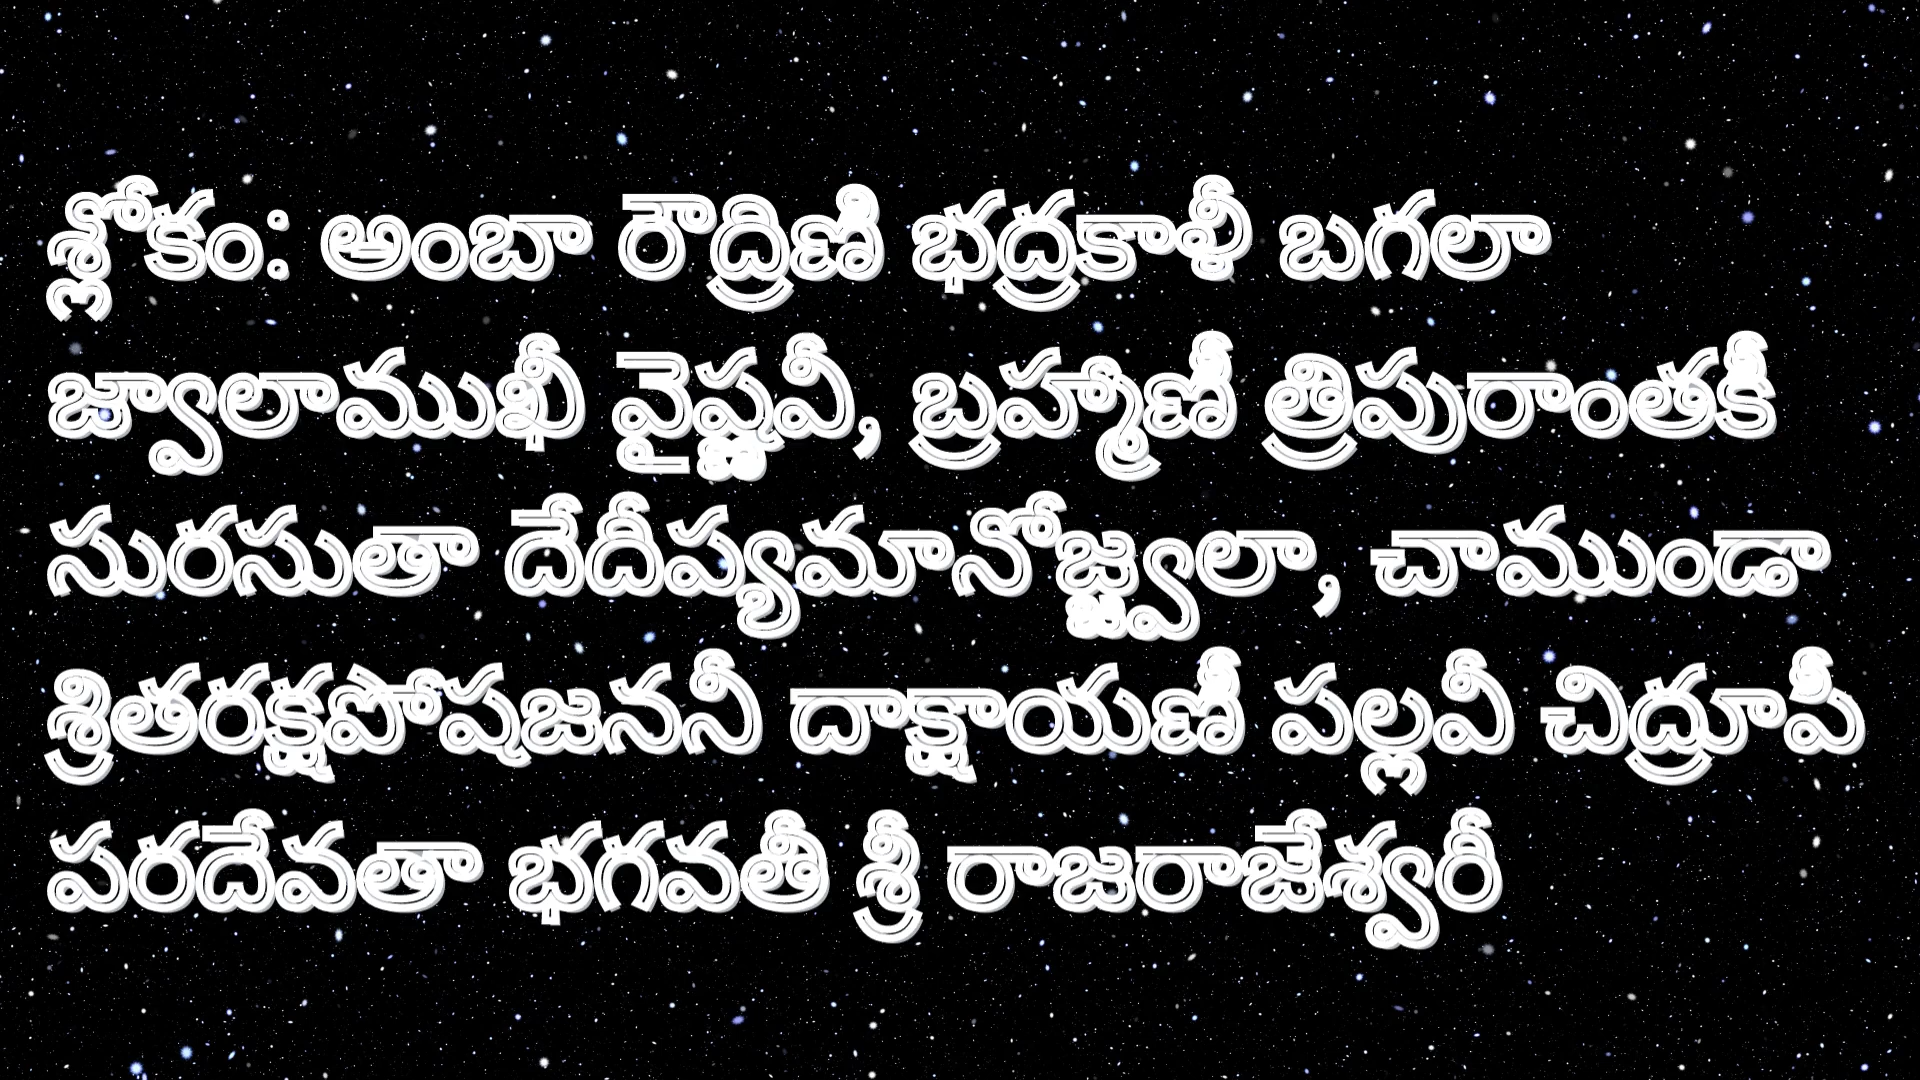 శ్లోకం: అంబా రౌద్రిణి భద్రకాళీ బగలా
జ్వాలాముఖీ వైష్ణవీ, బ్రహ్మాణీ త్రిపురాంతకీ
సురసుతా దేదీప్యమానోజ్జ్వలా, చాముండా
శ్రితరక్షపోషజననీ దాక్షాయణీ పల్లవీ చిద్రూపీ
పరదేవతా భగవతీ శ్రీ రాజరాజేశ్వరీ